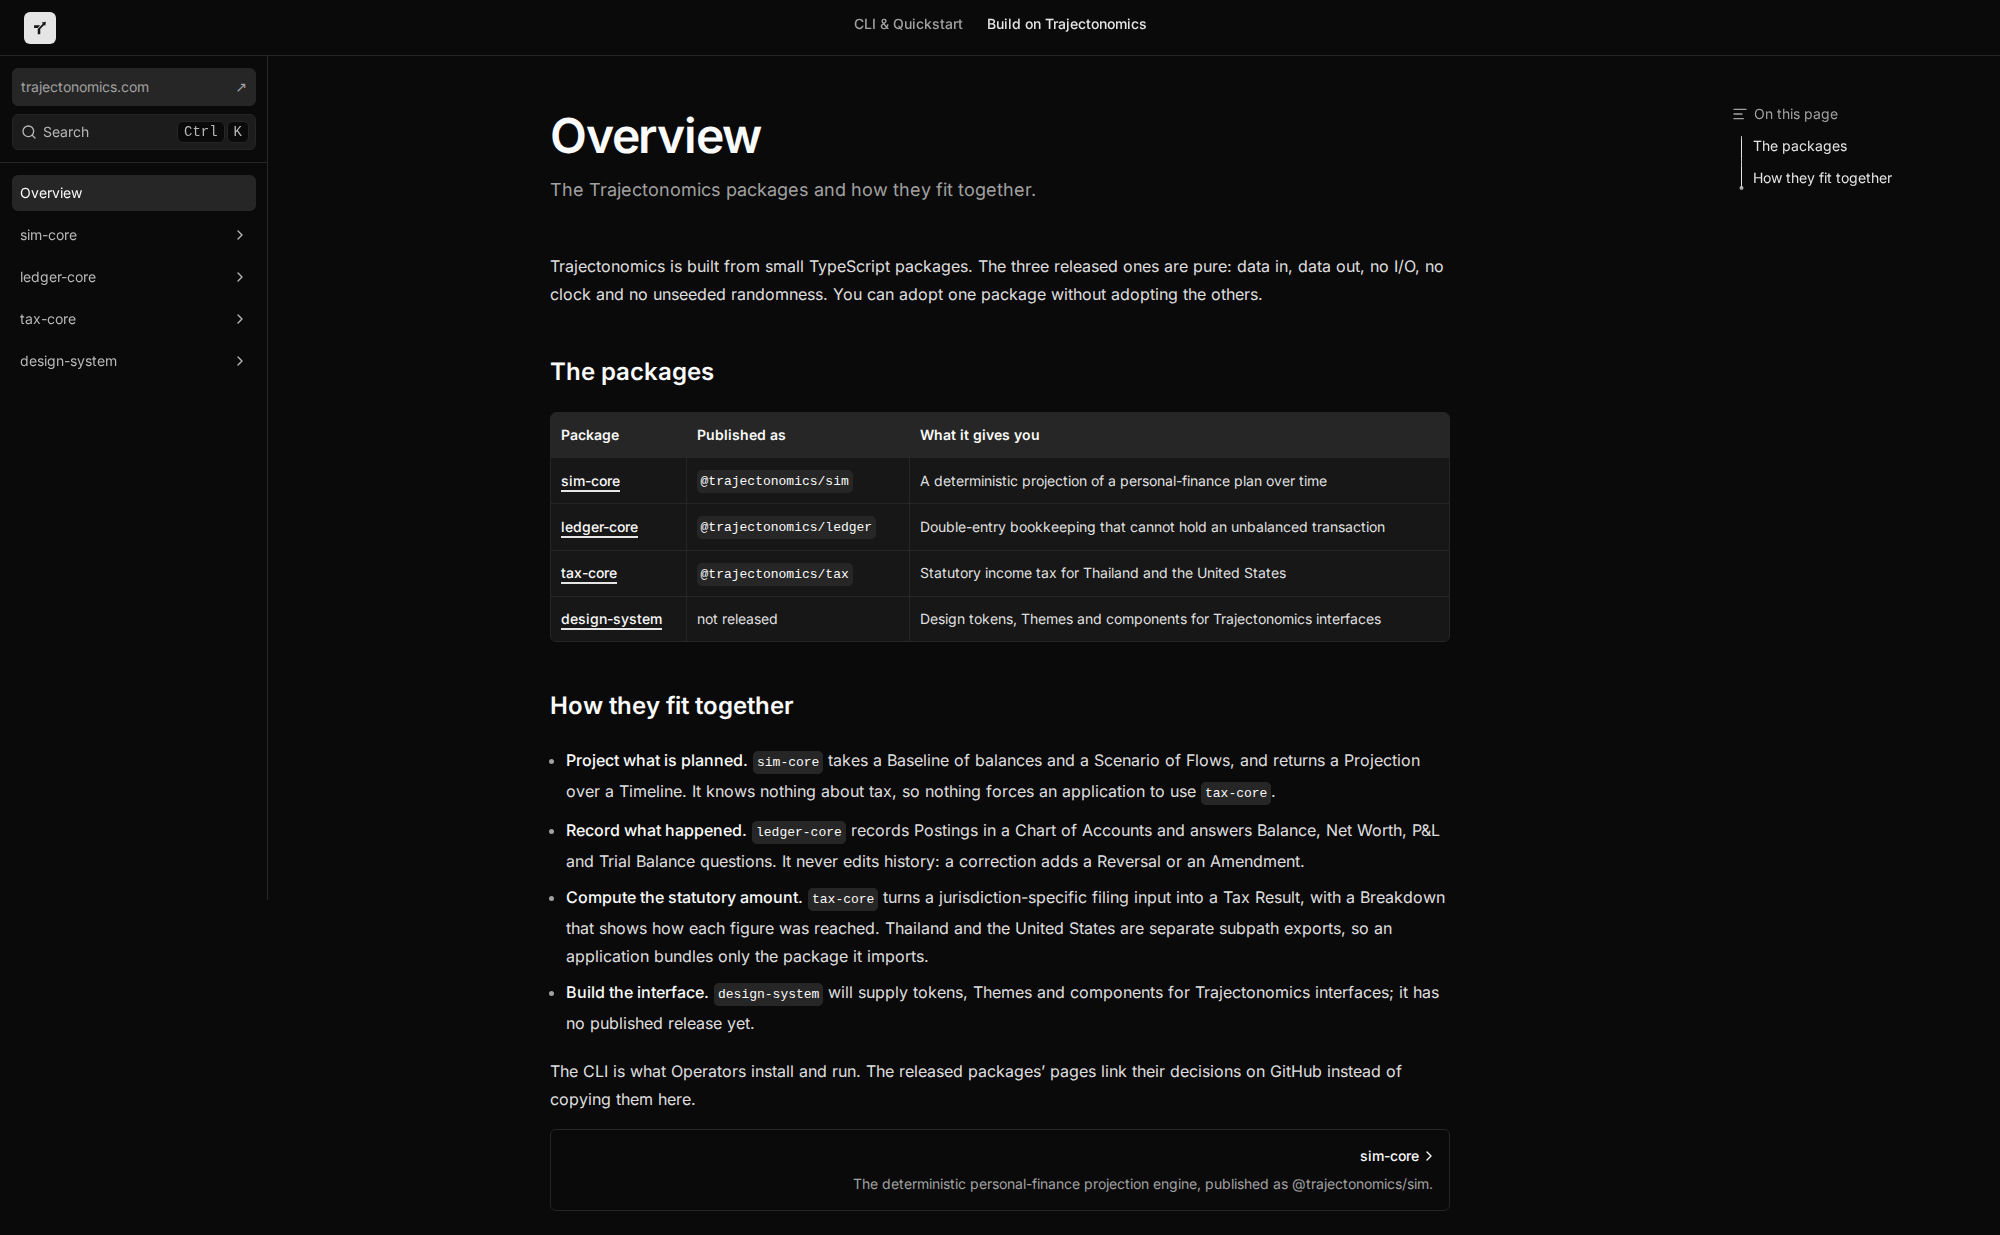 CLI & Quickstart
Build on Trajectonomics
trajectonomics.com ↗
Search Ctrl K
Overview
sim-core
ledger-core
tax-core
design-system
Overview
The Trajectonomics packages and how they fit together.
Trajectonomics is built from small TypeScript packages. The three released ones are pure: data in, data out, no I/O, no
clock and no unseeded randomness. You can adopt one package without adopting the others.
The packages
Package Published as What it gives you
sim-core @trajectonomics/sim A deterministic projection of a personal-finance plan over time
ledger-core @trajectonomics/ledger Double-entry bookkeeping that cannot hold an unbalanced transaction
tax-core @trajectonomics/tax Statutory income tax for Thailand and the United States
design-system not released Design tokens, Themes and components for Trajectonomics interfaces
How they fit together
• Project what is planned. sim-core takes a Baseline of balances and a Scenario of Flows, and returns a Projection
over a Timeline. It knows nothing about tax, so nothing forces an application to use tax-core.
• Record what happened. ledger-core records Postings in a Chart of Accounts and answers Balance, Net Worth, P&L
and Trial Balance questions. It never edits history: a correction adds a Reversal or an Amendment.
• Compute the statutory amount. tax-core turns a jurisdiction-specific filing input into a Tax Result, with a Breakdown
that shows how each figure was reached. Thailand and the United States are separate subpath exports, so an
application bundles only the package it imports.
• Build the interface. design-system will supply tokens, Themes and components for Trajectonomics interfaces; it has
no published release yet.
The CLI is what Operators install and run. The released packages’ pages link their decisions on GitHub instead of
copying them here.
sim-core
The deterministic personal-finance projection engine, published as @trajectonomics/sim.
On this page
The packages
How they fit together